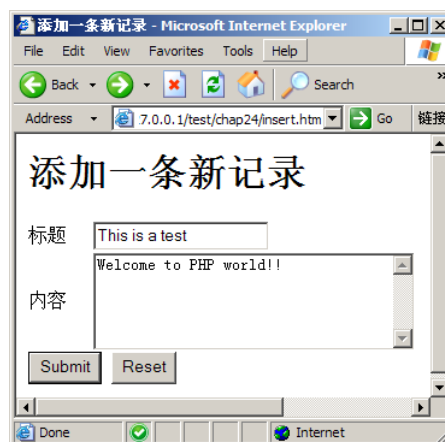 添加一条新记录 - Microsoft Internet Explorer
File Edit View Favorites Tools Help
Back Search »
Address 7.0.0.1/test/chap24/insert.htm Go 链接
添加一条新记录
标题 This is a test
Welcome to PHP world!!
内容
Submit Reset
Done Internet